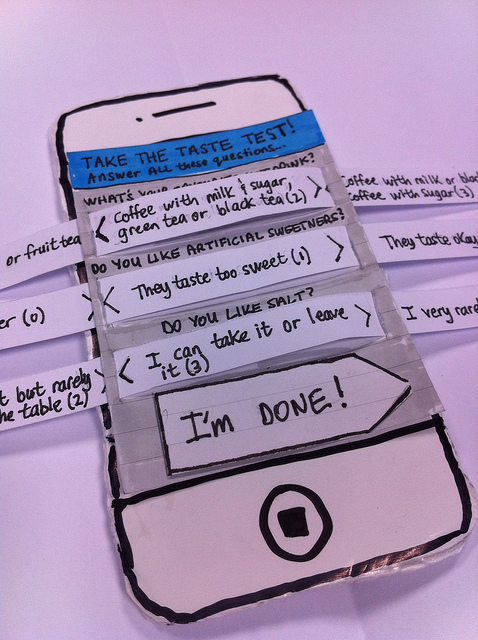 TAKE THE TASTE TEST!
Answer ALL these questions...
WHAT'S YOUR DRINK?
< Coffee with milk & sugar, >
green tea or black tea (2)
Coffee with milk or blac
Coffee with sugar (3)
or fruit tea
DO YOU LIKE ARTIFICIAL SWEETNERS?
< They taste too sweet (1) >
They taste okay
er (0)
DO YOU LIKE SALT?
< I can take it or leave >
it (3)
I very rare
t but rarely
he table (2)
I'm DONE!